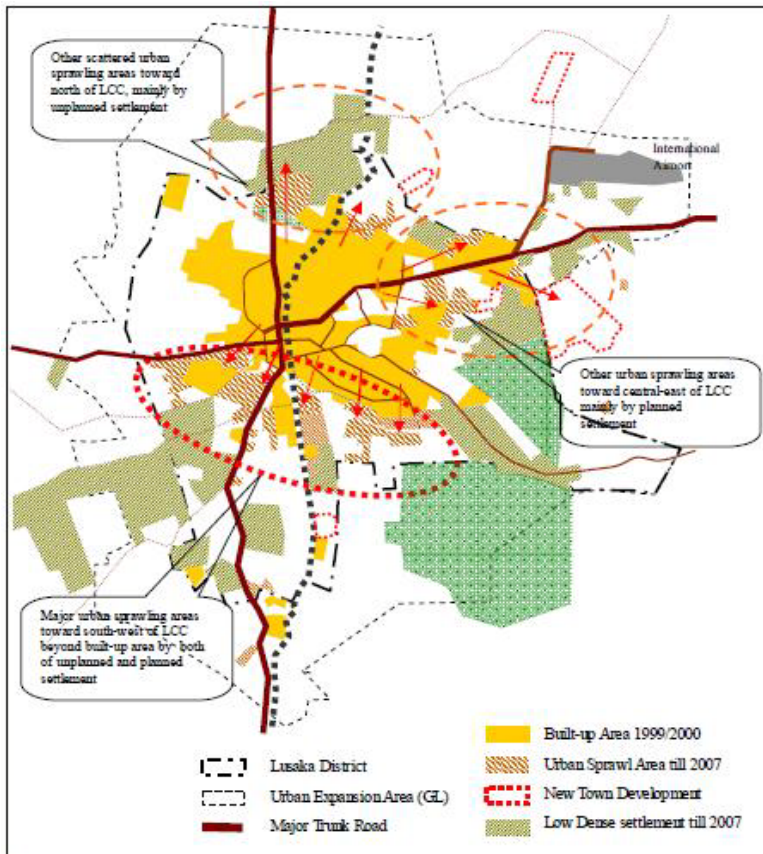 Other scattered urban
sprawling areas toward
north of LCC, mainly by
unplanned settlement
International
Airport
Other urban sprawling areas
toward central-east of LCC
mainly by planned
settlement
Major urban sprawling areas
toward south-west of LCC
beyond built-up area by both
of unplanned and planned
settlement
Lusaka District
Urban Expansion Area (GL)
Major Trunk Road
Built-up Area 1999/2000
Urban Sprawl Area till 2007
New Town Development
Low Dense settlement till 2007